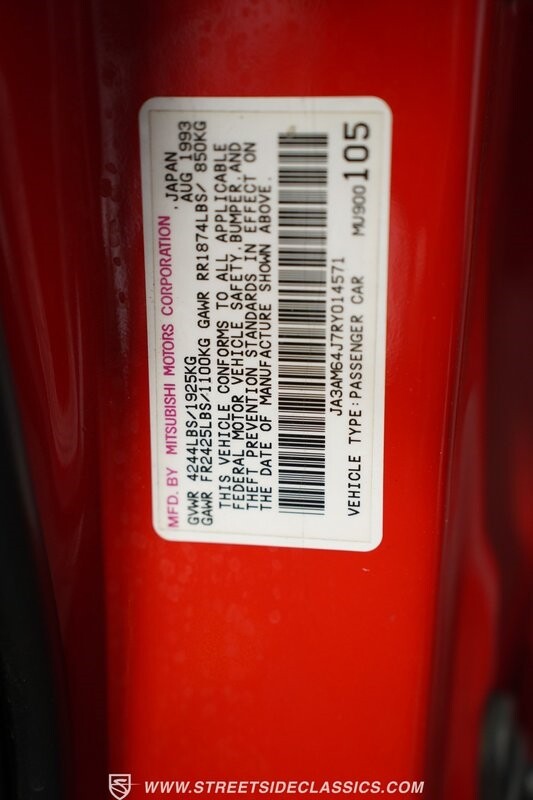 MFD. BY MITSUBISHI MOTORS CORPORATION , JAPAN
AUG 1993
GVWR 4244LBS/1925KG
GAWR FR2425LBS/1100KG GAWR RR1874LBS/ 850KG
THIS VEHICLE CONFORMS TO ALL APPLICABLE
FEDERAL MOTOR VEHICLE SAFETY, BUMPER, AND
THEFT PREVENTION STANDARDS IN EFFECT ON
THE DATE OF MANUFACTURE SHOWN ABOVE.
JA3AM64J7RY014571
VEHICLE TYPE:PASSENGER CAR MU900105
WWW.STREETSIDECLASSICS.COM